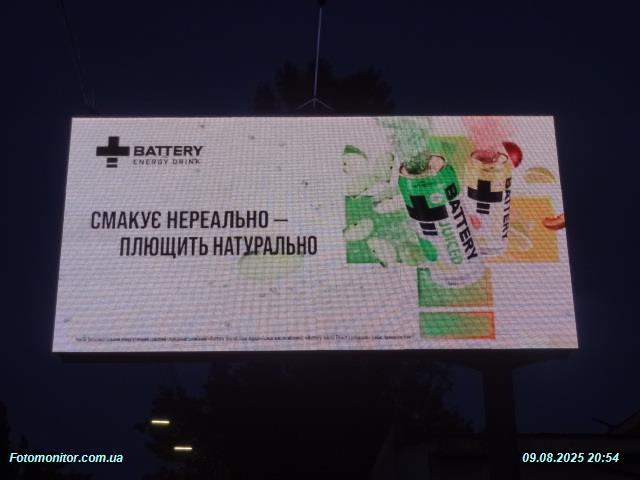 BATTERY
ENERGY DRINK
СМАКУЄ НЕРЕАЛЬНО –
ПЛЮЩИТЬ НАТУРАЛЬНО
BATTERY
JUICED
BATTERY
Fotomonitor.com.ua
09.08.2025 20:54